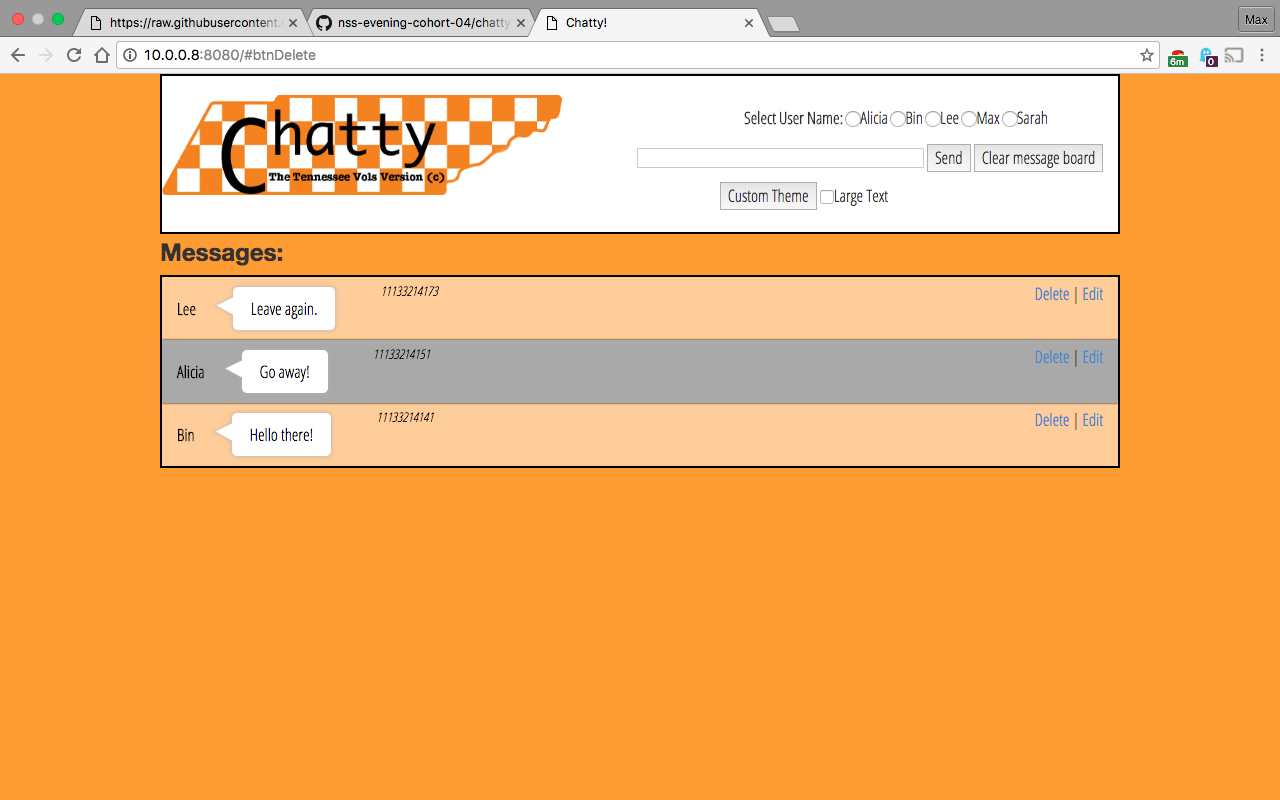 https://raw.githubusercontent.
nss-evening-cohort-04/chatty
Chatty!
Max
10.0.0.8:8080/#btnDelete
6m
0
Chatty
The Tennessee Vols Version (c)
Select User Name: Alicia Bin Lee Max Sarah
Send Clear message board
Custom Theme Large Text
Messages:
Lee Leave again. 11133214173 Delete | Edit
Alicia Go away! 11133214151 Delete | Edit
Bin Hello there! 11133214141 Delete | Edit